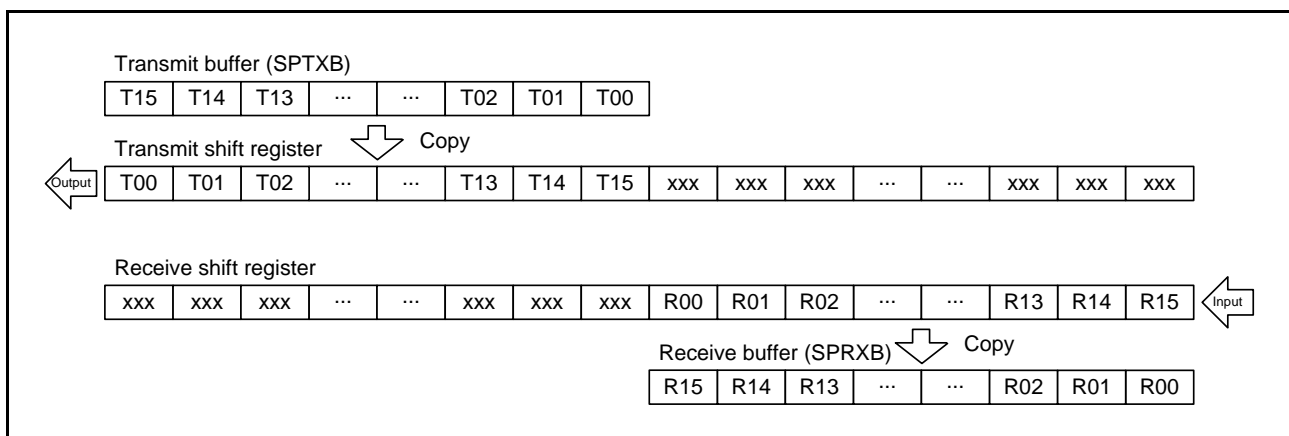 Transmit buffer (SPTXB)
T15 T14 T13 ... ... T02 T01 T00
Copy
Transmit shift register
Output T00 T01 T02 ... ... T13 T14 T15 xxx xxx xxx ... ... xxx xxx xxx
Receive shift register
xxx xxx xxx ... ... xxx xxx xxx R00 R01 R02 ... ... R13 R14 R15 Input
Copy
Receive buffer (SPRXB)
R15 R14 R13 ... ... R02 R01 R00